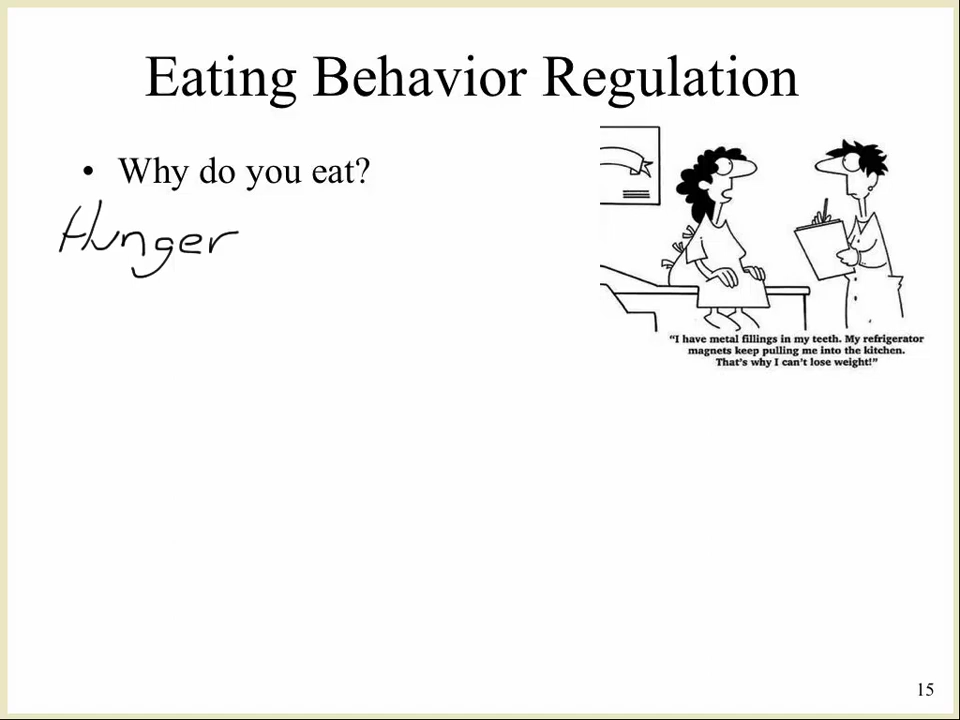 Eating Behavior Regulation
• Why do you eat?
Hunger
"I have metal fillings in my teeth. My refrigerator
magnets keep pulling me into the kitchen.
That's why I can't lose weight!"
15